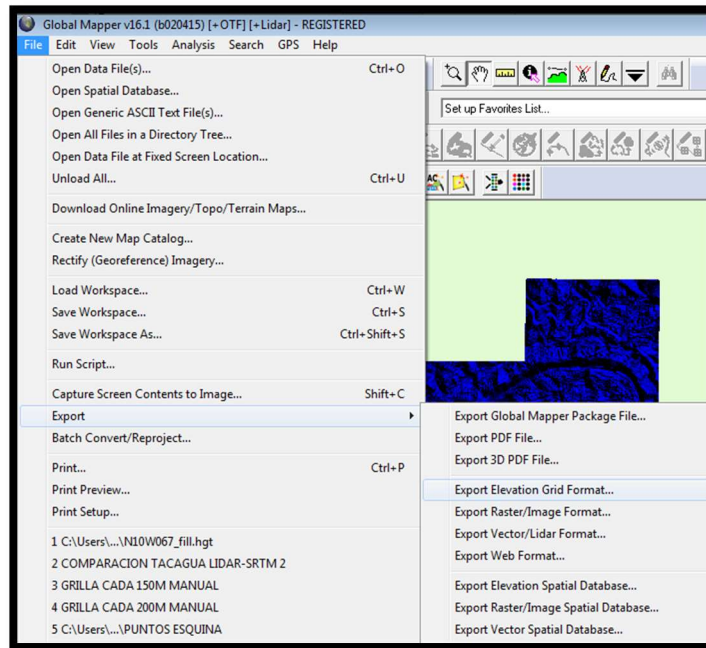 Global Mapper v16.1 (b020415) [+OTF] [+Lidar] - REGISTERED
File Edit View Tools Analysis Search GPS Help
Open Data File(s)... Ctrl+O
Open Spatial Database...
Open Generic ASCII Text File(s)...
Open All Files in a Directory Tree...
Open Data File at Fixed Screen Location...
Unload All... Ctrl+U
Download Online Imagery/Topo/Terrain Maps...
Create New Map Catalog...
Rectify (Georeference) Imagery...
Load Workspace... Ctrl+W
Save Workspace... Ctrl+S
Save Workspace As... Ctrl+Shift+S
Run Script...
Capture Screen Contents to Image... Shift+C
Export
Batch Convert/Reproject...
Print... Ctrl+P
Print Preview...
Print Setup...
1 C:\Users\...\N10W067_fill.hgt
2 COMPARACION TACAGUA LIDAR-SRTM 2
3 GRILLA CADA 150M MANUAL
4 GRILLA CADA 200M MANUAL
5 C:\Users\...\PUNTOS ESQUINA
Set up Favorites List...
Export Global Mapper Package File...
Export PDF File...
Export 3D PDF File...
Export Elevation Grid Format...
Export Raster/Image Format...
Export Vector/Lidar Format...
Export Web Format...
Export Elevation Spatial Database...
Export Raster/Image Spatial Database...
Export Vector Spatial Database...